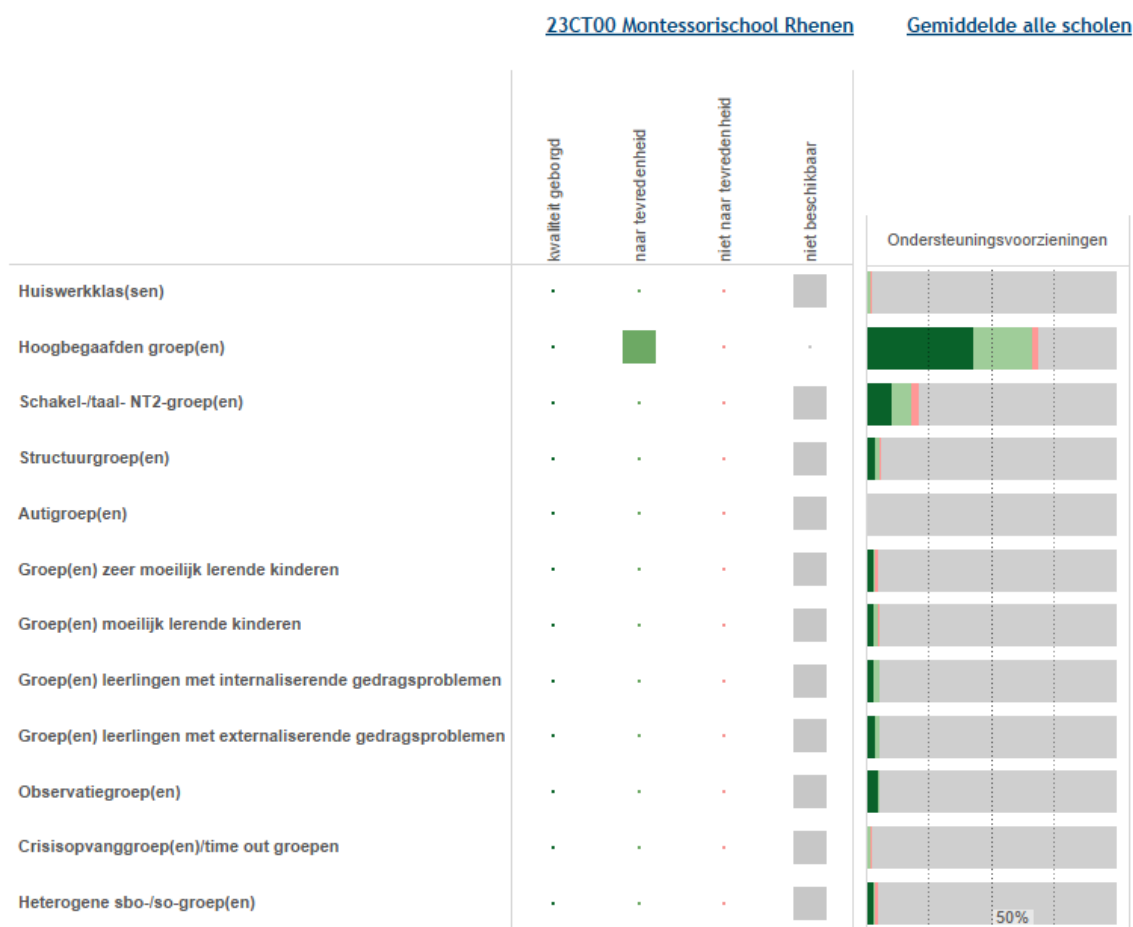 23CT00 Montessorischool Rhenen
Gemiddelde alle scholen
kwaliteit geborgd
naar tevredenheid
niet naar tevredenheid
niet beschikbaar
Ondersteuningsvoorzieningen
Huiswerkklas(sen)
Hoogbegaafden groep(en)
Schakel-/taal- NT2-groep(en)
Structuurgroep(en)
Autigroep(en)
Groep(en) zeer moeilijk lerende kinderen
Groep(en) moeilijk lerende kinderen
Groep(en) leerlingen met internaliserende gedragsproblemen
Groep(en) leerlingen met externaliserende gedragsproblemen
Observatiegroep(en)
Crisisopvanggroep(en)/time out groepen
Heterogene sbo-/so-groep(en)
50%